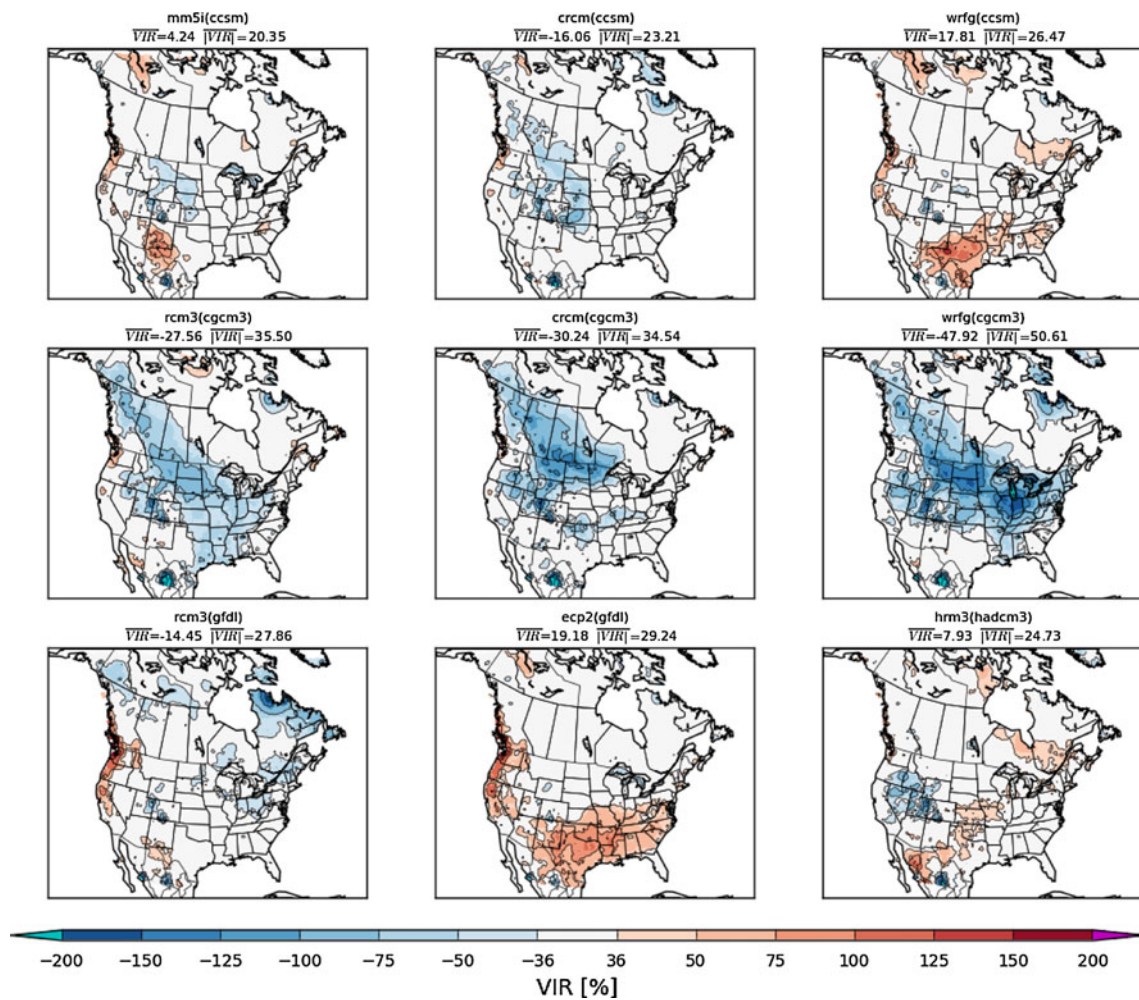 mm5i(ccsm) crcm(ccsm) wrfg(ccsm)
VIR=4.24 |VIR|=20.35 VIR=-16.06 |VIR|=23.21 VIR=17.81 |VIR|=26.47
rcm3(cgcm3) crcm(cgcm3) wrfg(cgcm3)
VIR=-27.56 |VIR|=35.50 VIR=-30.24 |VIR|=34.54 VIR=-47.92 |VIR|=50.61
rcm3(gfdl) ecp2(gfdl) hrm3(hadcm3)
VIR=-14.45 |VIR|=27.86 VIR=19.18 |VIR|=29.24 VIR=7.93 |VIR|=24.73
−200 −150 −125 −100 −75 −50 −36 36 50 75 100 125 150 200
VIR [%]